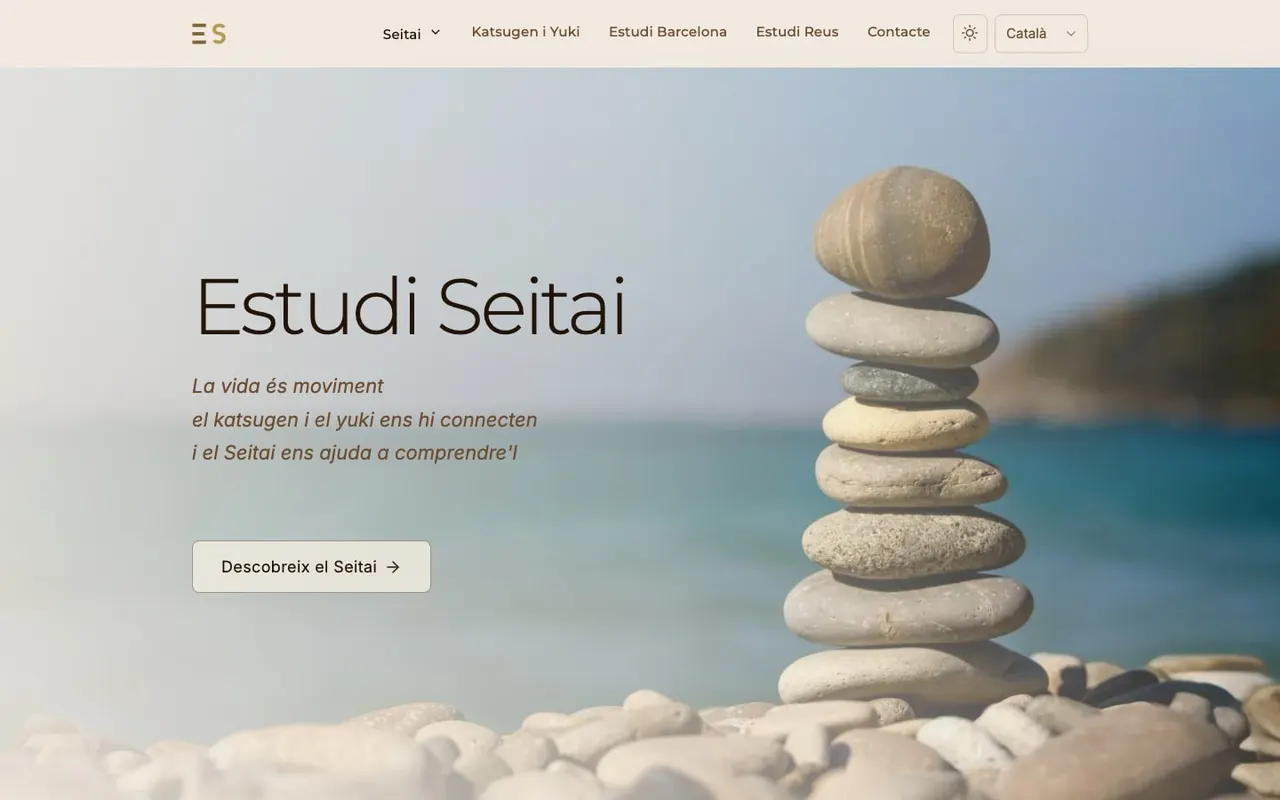 ES
Seitai
Katsugen i Yuki
Estudi Barcelona
Estudi Reus
Contacte
Català
Estudi Seitai
La vida és moviment
el katsugen i el yuki ens hi connecten
i el Seitai ens ajuda a comprendre'l
Descobreix el Seitai →